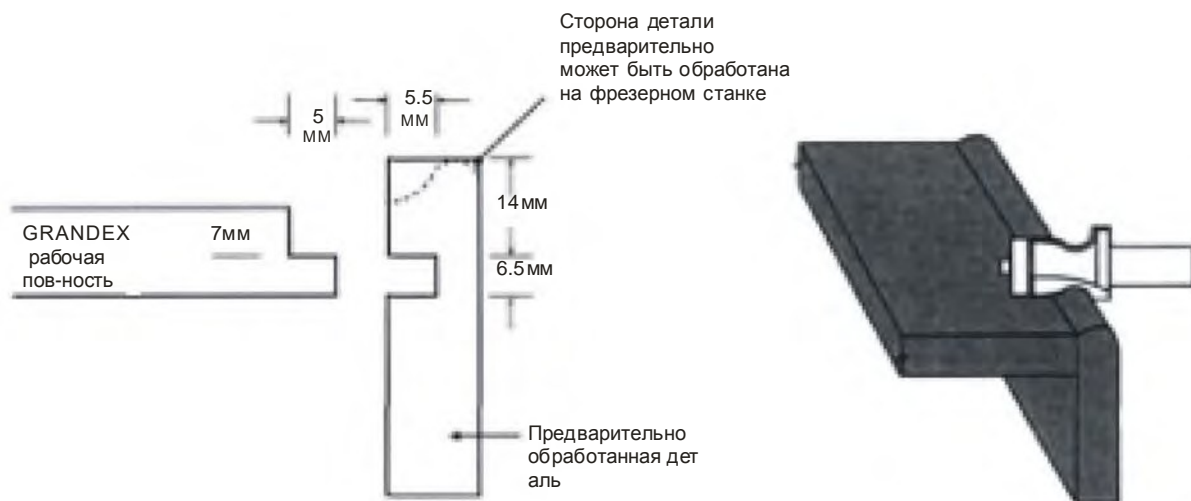 Сторона детали
предварительно
может быть обработана
на фрезерном станке
5
мм
5.5
мм
14мм
GRANDEX 7мм
рабочая
пов-ность
6.5мм
Предварительно
обработанная дет
аль